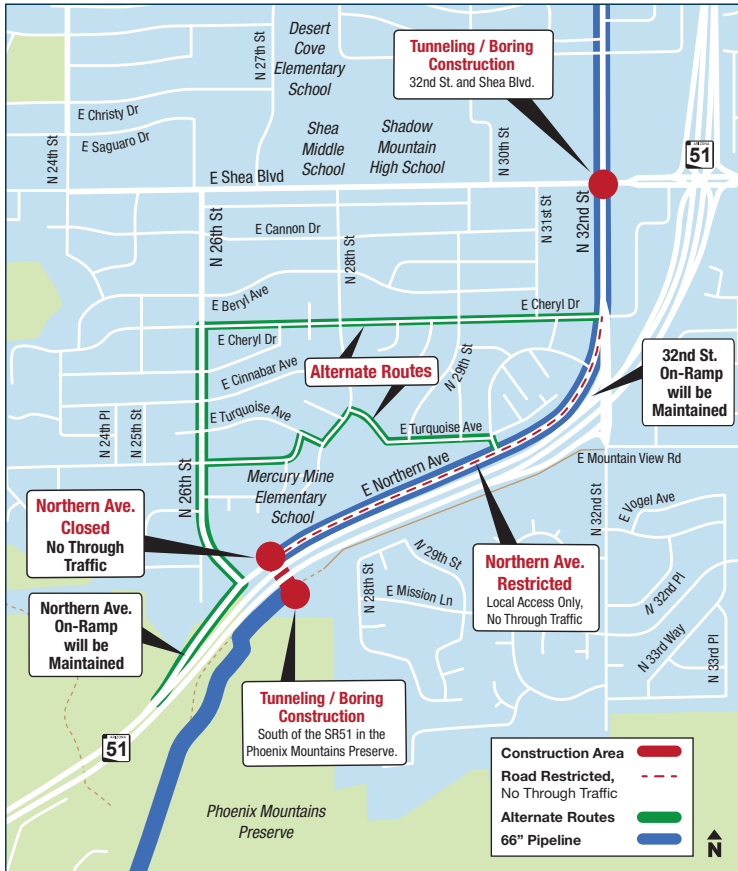 Desert
Cove
Elementary
School
N 27th St
Tunneling / Boring
Construction
32nd St. and Shea Blvd.
E Christy Dr
E Saguaro Dr
N 24th St
Shea
Middle
School
Shadow
Mountain
High School
N 30th St
ARIZONA
51
E Shea Blvd
N 26th St
E Cannon Dr
N 28th St
N 31st St
N 32nd St
E Beryl Ave
E Cheryl Dr
E Cheryl Dr
Alternate Routes
E Cinnabar Ave
N 29th St
32nd St.
On-Ramp
will be
Maintained
N 24th Pl
N 25th St
E Turquoise Ave
E Turquoise Ave
N 26th St
Mercury Mine
Elementary
School
E Northern Ave
E Mountain View Rd
Northern Ave.
Closed
No Through
Traffic
N 32nd St
E Vogel Ave
N 29th St
N 28th St
E Mission Ln
Northern Ave.
Restricted
Local Access Only,
No Through Traffic
N 32nd Pl
N 33rd Way
N 33rd Pl
Northern Ave.
On-Ramp
will be
Maintained
Tunneling / Boring
Construction
South of the SR51 in the
Phoenix Mountains Preserve.
ARIZONA
51
Phoenix Mountains
Preserve
Construction Area
Road Restricted,
No Through Traffic
Alternate Routes
66” Pipeline
N